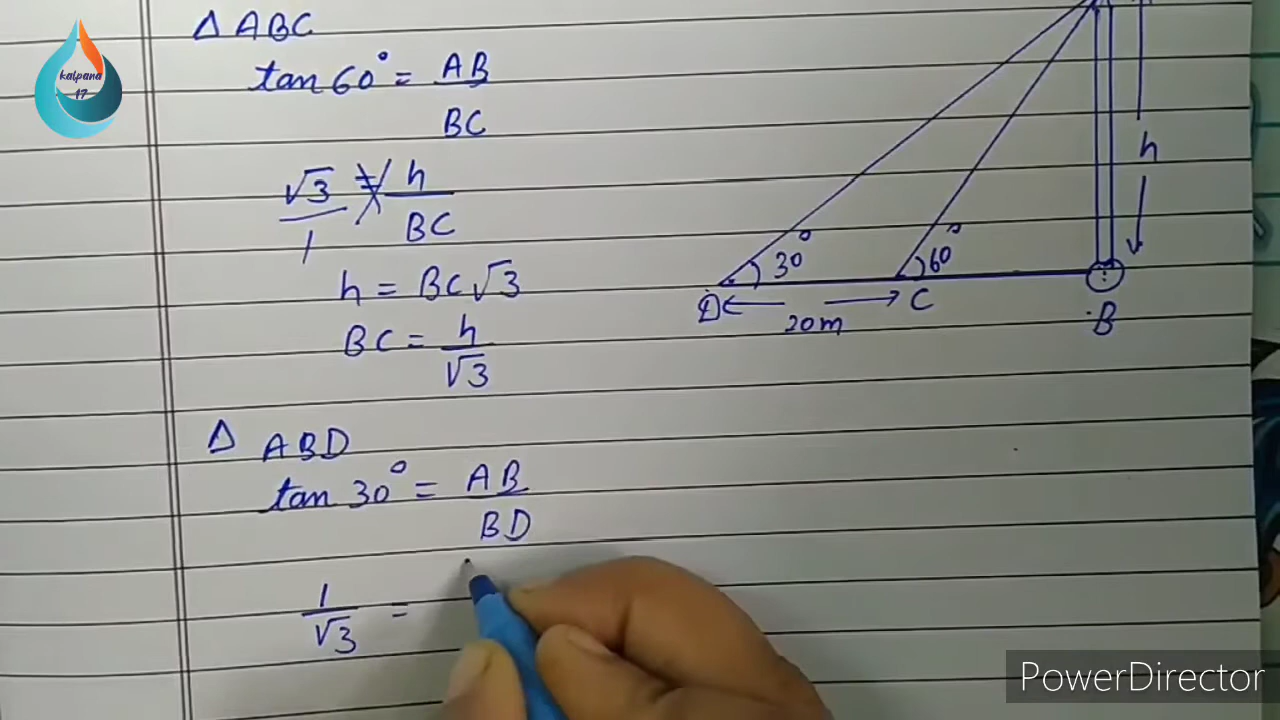 kalpana
17
Δ ABC
tan 60° = AB
BC
√3 = h
1 BC
h = BC√3
BC = h
√3
Δ ABD
tan 30° = AB
BD
1 =
√3
h
30° 60°
D C
20m
B
PowerDirector